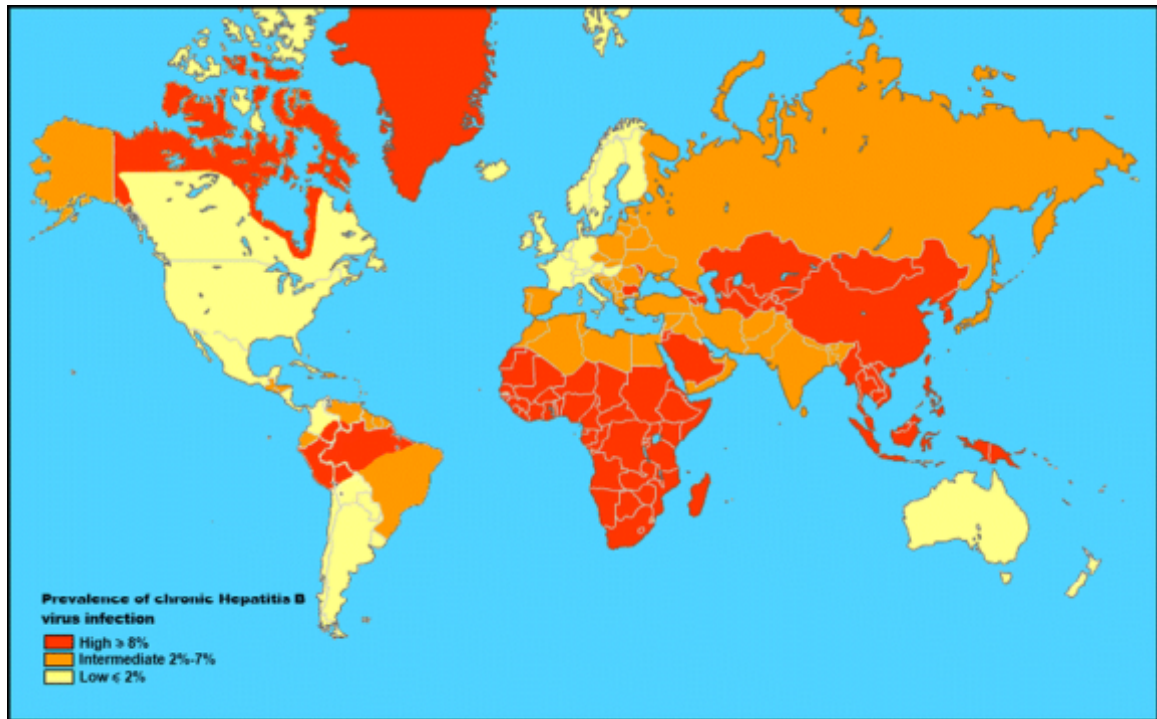 Prevalence of chronic Hepatitis B
virus infection
High ⩾ 8%
Intermediate 2%-7%
Low ⩽ 2%